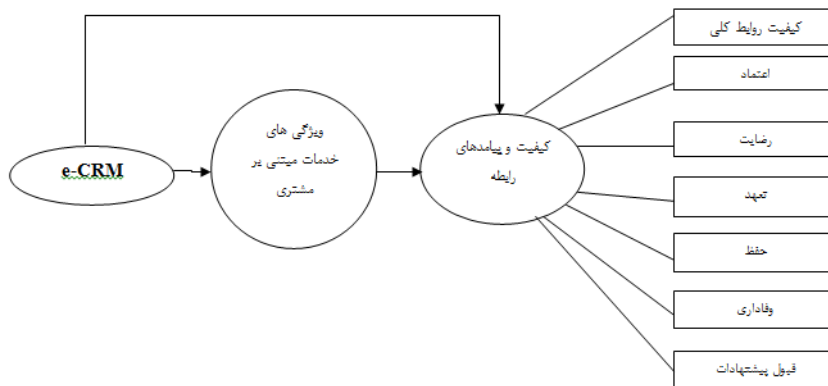 e-CRM
ویژگی های
خدمات مبتنی بر
مشتری
کیفیت و پیامدهای
رابطه
کیفیت روابط کلی
اعتماد
رضایت
تعهد
حفظ
وفاداری
قبول پیشنهادات